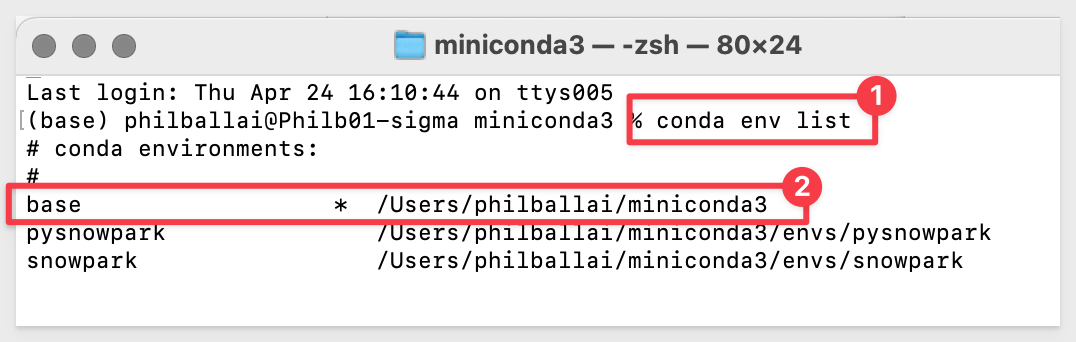 miniconda3 — -zsh — 80×24
Last login: Thu Apr 24 16:10:44 on ttys005
1
[(base) philballai@Philb01-sigma miniconda3 % conda env list
# conda environments:
#
2
base                   *  /Users/philballai/miniconda3
pysnowpark                /Users/philballai/miniconda3/envs/pysnowpark
snowpark                  /Users/philballai/miniconda3/envs/snowpark